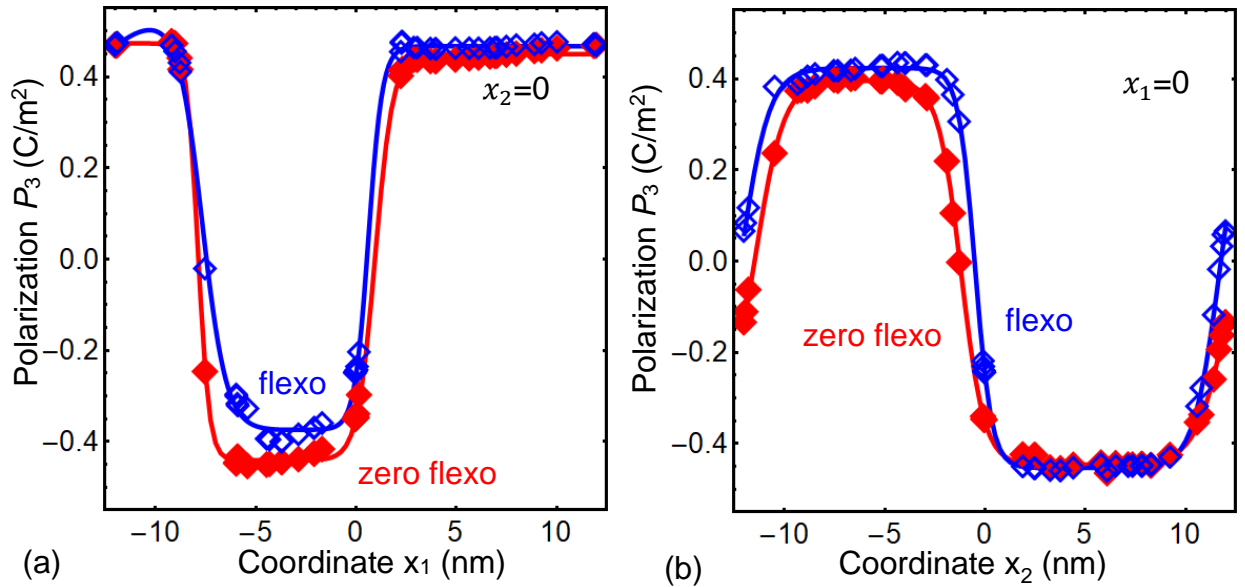 Polarization P₃ (C/m²)
0.4
0.2
0.0
−0.2
−0.4
x₂=0
flexo
zero flexo
−10 −5 0 5 10
(a) Coordinate x₁ (nm)
Polarization P₃ (C/m²)
0.4
0.2
0.0
−0.2
−0.4
x₁=0
zero flexo
flexo
−10 −5 0 5 10
(b) Coordinate x₂ (nm)